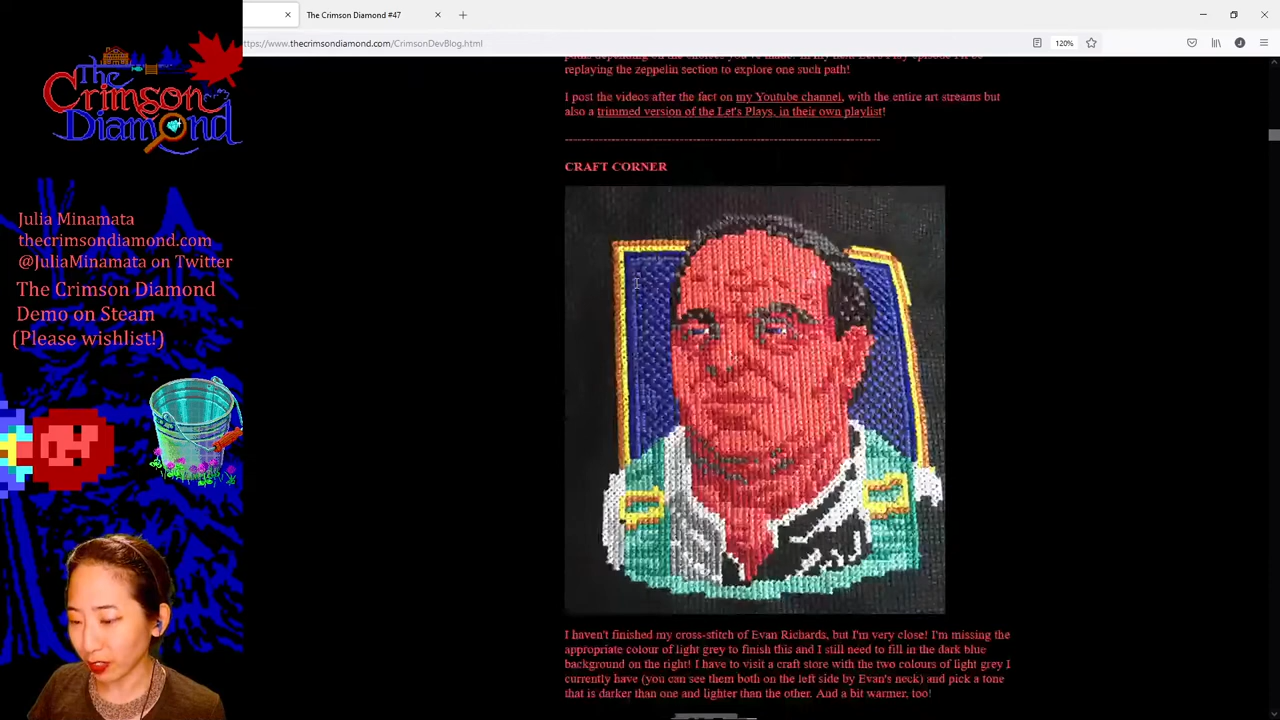 The Crimson Diamond #47
https://www.thecrimsondiamond.com/CrimsonDevBlog.html
120%
The
Crimson
Diamond
replaying the zeppelin section to explore one such path!
I post the videos after the fact on my Youtube channel, with the entire art streams but
also a trimmed version of the Let's Plays, in their own playlist!
CRAFT CORNER
Julia Minamata
thecrimsondiamond.com
@JuliaMinamata on Twitter
The Crimson Diamond
Demo on Steam
(Please wishlist!)
I haven't finished my cross-stitch of Evan Richards, but I'm very close! I'm missing the
appropriate colour of light grey to finish this and I still need to fill in the dark blue
background on the right! I have to visit a craft store with the two colours of light grey I
currently have (you can see them both on the left side by Evan's neck) and pick a tone
that is darker than one and lighter than the other. And a bit warmer, too!